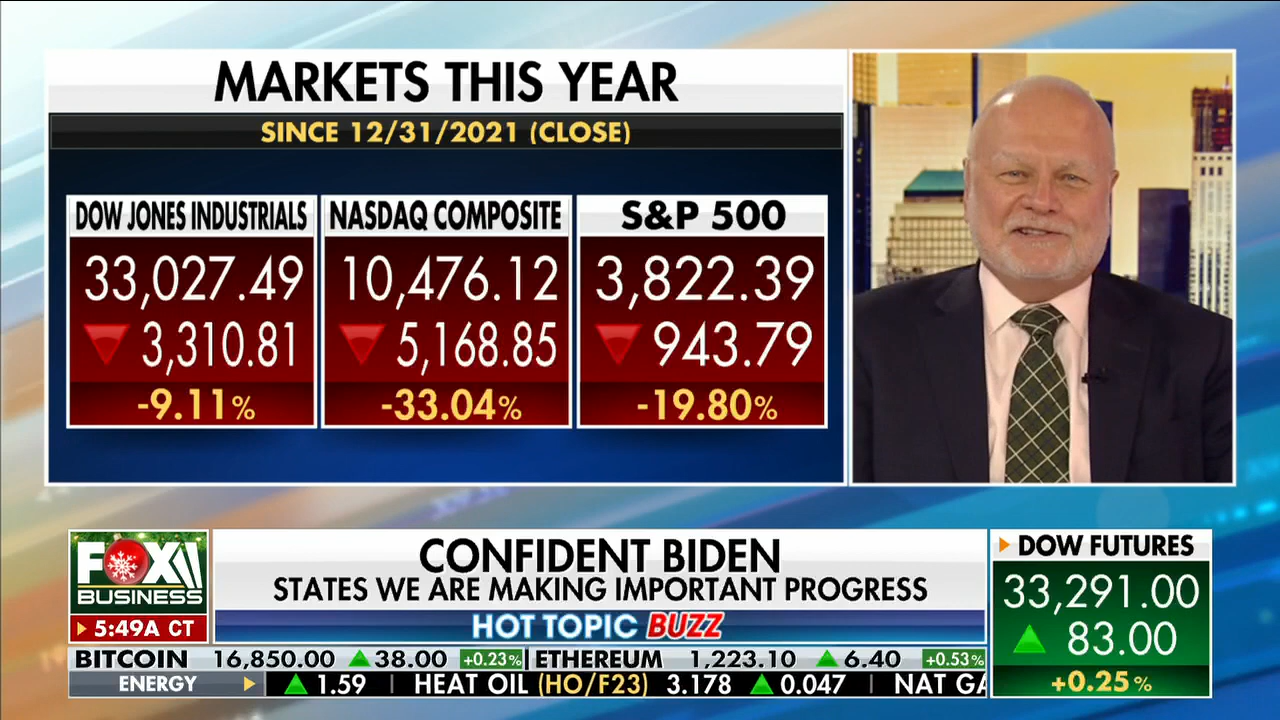 MARKETS THIS YEAR
SINCE 12/31/2021 (CLOSE)
DOW JONES INDUSTRIALS
33,027.49
3,310.81
-9.11%
NASDAQ COMPOSITE
10,476.12
5,168.85
-33.04%
S&P 500
3,822.39
943.79
-19.80%
FOX
BUSINESS
5:49A CT
CONFIDENT BIDEN
STATES WE ARE MAKING IMPORTANT PROGRESS
HOT TOPIC BUZZ
DOW FUTURES
33,291.00
83.00
+0.25%
BITCOIN 16,850.00 38.00 +0.23% ETHEREUM 1,223.10 6.40 +0.53%
ENERGY 1.59 HEAT OIL (HO/F23) 3.178 0.047 NAT GA